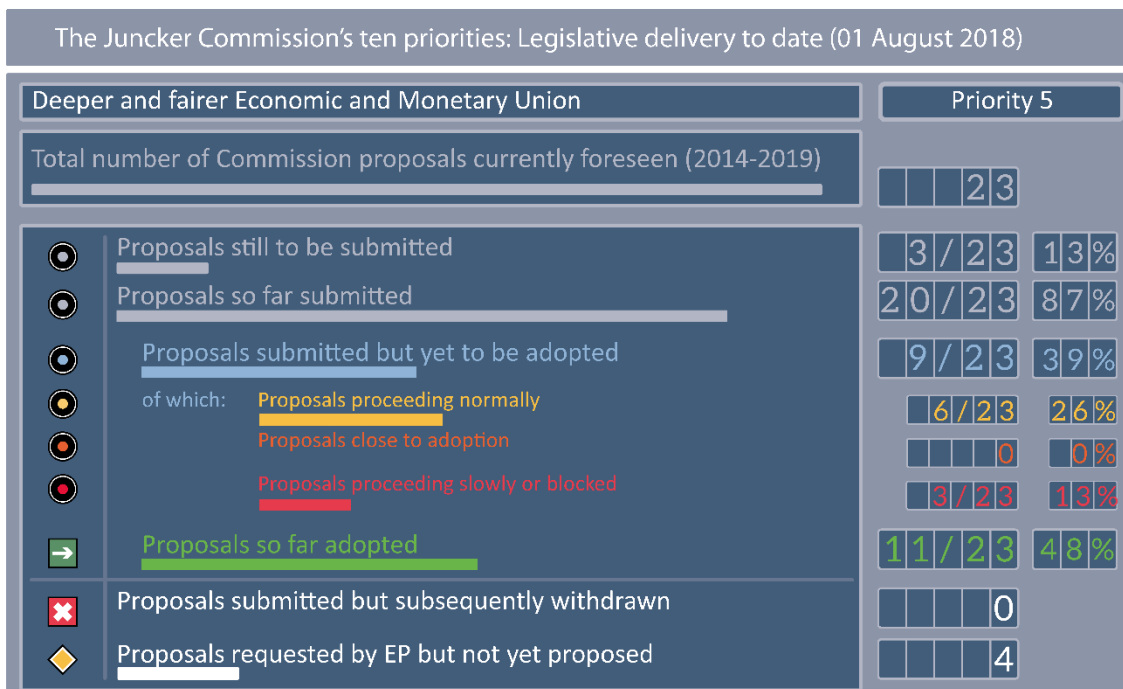 The Juncker Commission's ten priorities: Legislative delivery to date (01 August 2018)
Deeper and fairer Economic and Monetary Union
Priority 5
Total number of Commission proposals currently foreseen (2014-2019)
23
Proposals still to be submitted
3/23 13%
Proposals so far submitted
20/23 87%
Proposals submitted but yet to be adopted
9/23 39%
of which: Proposals proceeding normally
6/23 26%
Proposals close to adoption
0 0%
Proposals proceeding slowly or blocked
3/23 13%
Proposals so far adopted
11/23 48%
Proposals submitted but subsequently withdrawn
0
Proposals requested by EP but not yet proposed
4